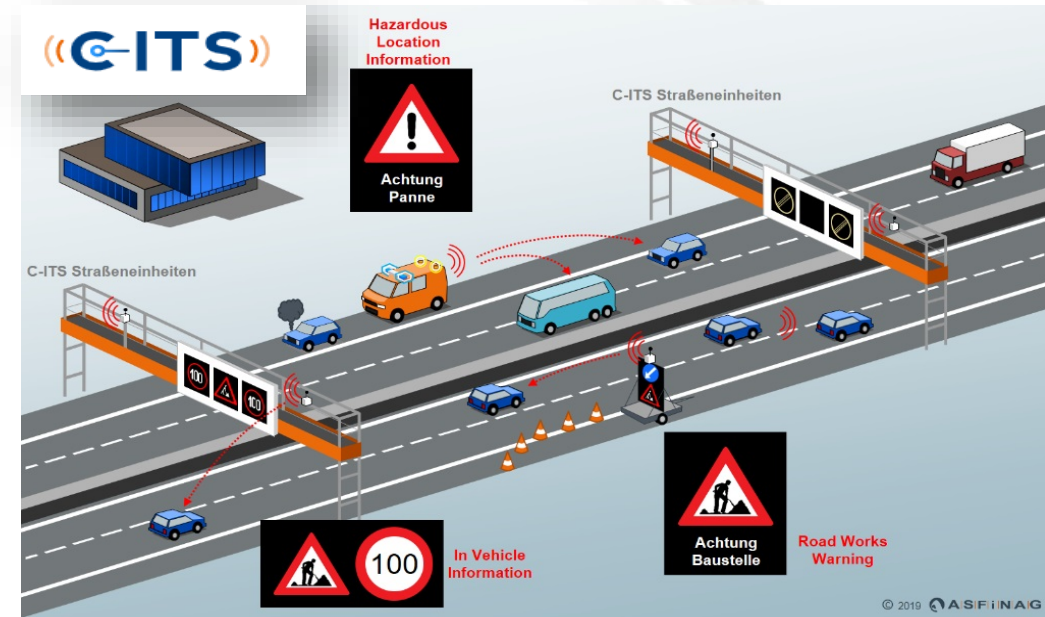 C-ITS
Hazardous
Location
Information
Achtung
Panne
C-ITS Straßeneinheiten
C-ITS Straßeneinheiten
100
100
100
In Vehicle
Information
Achtung
Baustelle
Road Works
Warning
© 2019 ASFiNAG